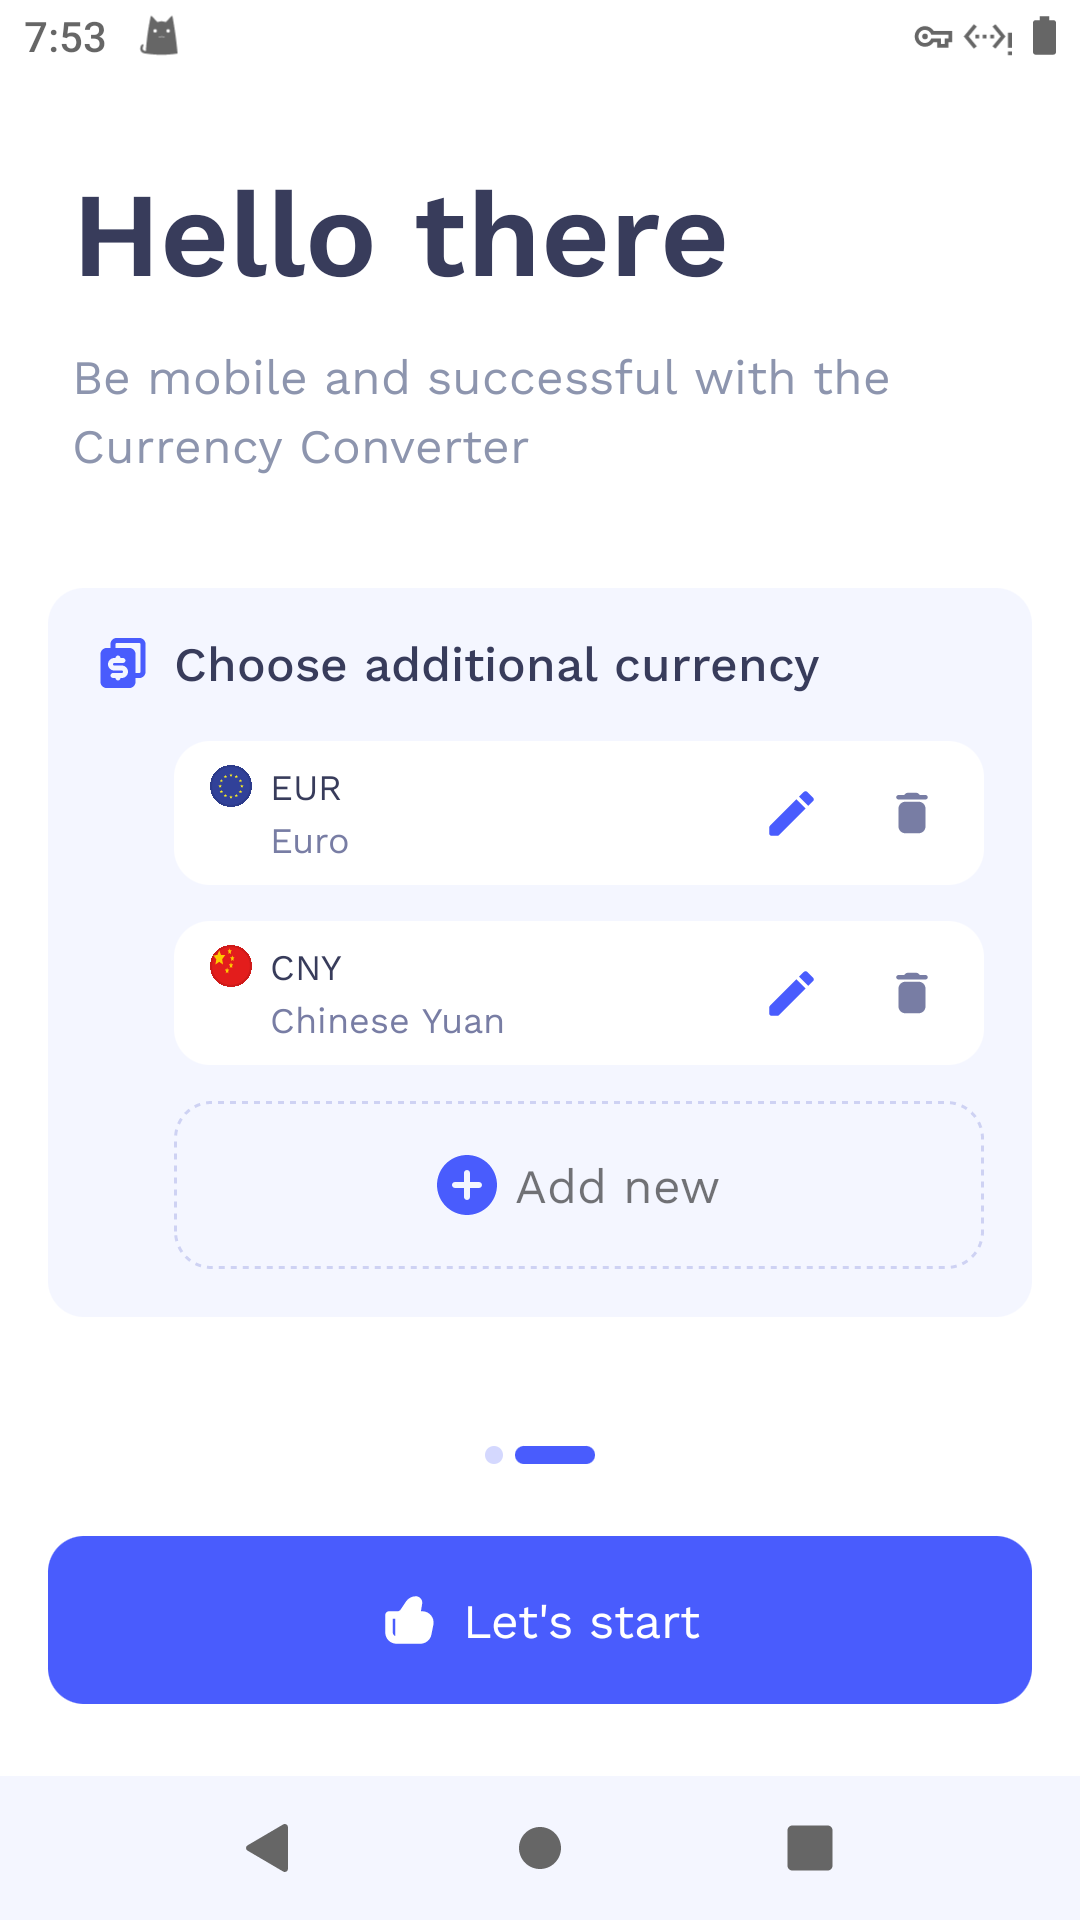 7:53
Hello there
Be mobile and successful with the
Currency Converter
Choose additional currency
EUR
Euro
CNY
Chinese Yuan
Add new
Let's start